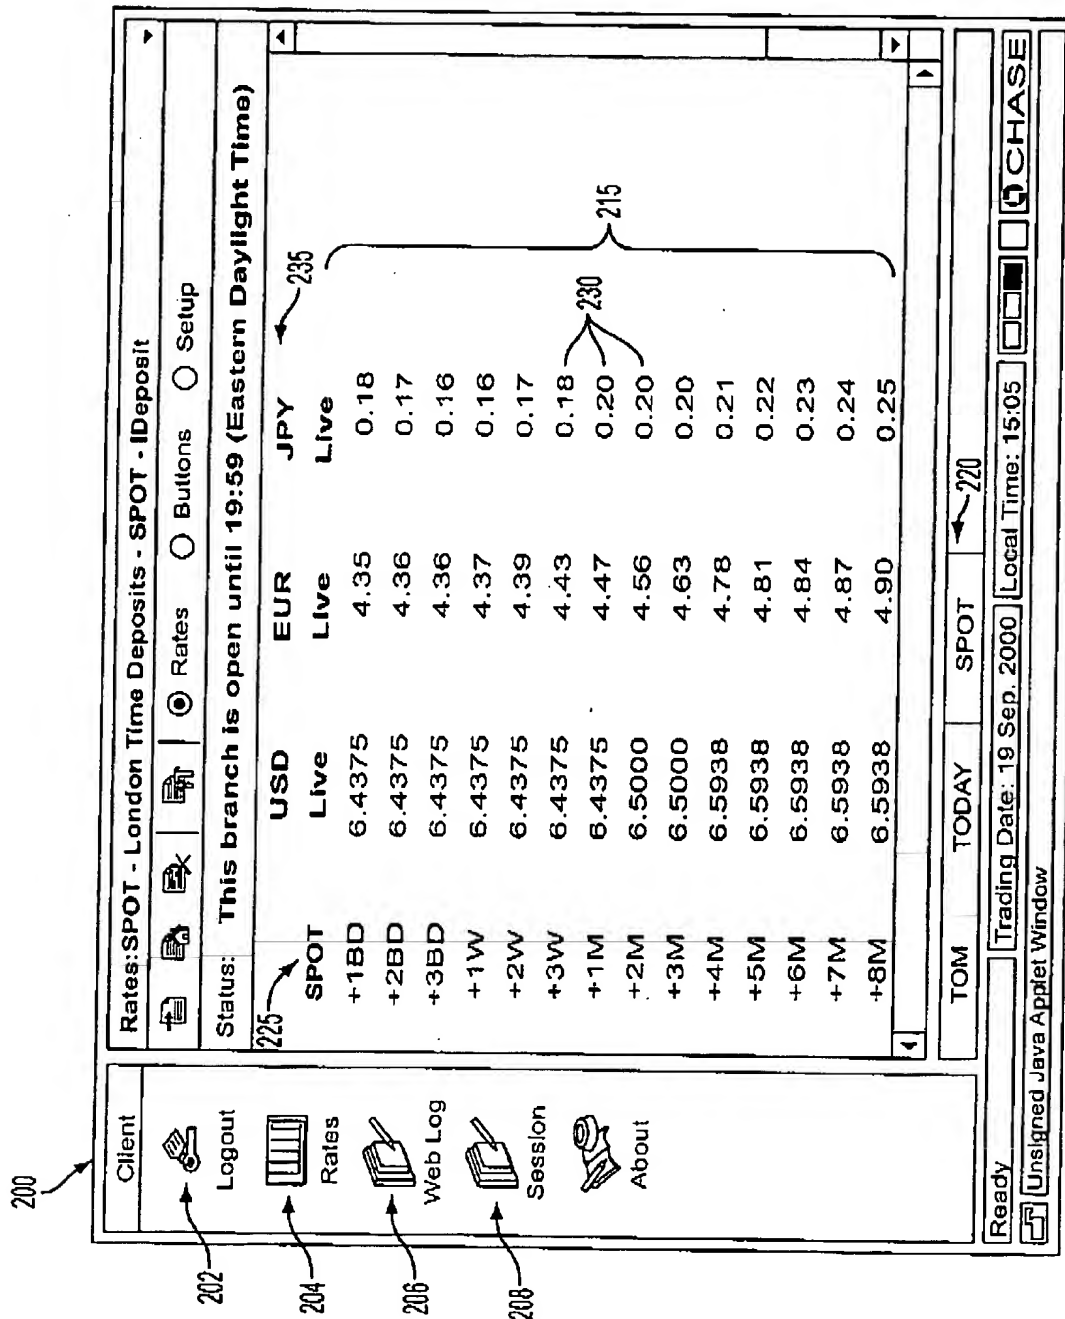 200
Client
Rates:SPOT - London Time Deposits - SPOT - IDeposit
202
Logout
Rates Buttons Setup
Status: This branch is open until 19:59 (Eastern Daylight Time)
204
Rates
206
Web Log
208
Session
About
225 235
SPOT USD EUR JPY
Live Live Live
+1BD 6.4375 4.35 0.18
+2BD 6.4375 4.36 0.17
+3BD 6.4375 4.36 0.16
+1W 6.4375 4.37 0.16
+2W 6.4375 4.39 0.17
+3W 6.4375 4.43 0.18
+1M 6.4375 4.47 0.20
+2M 6.5000 4.56 0.20
+3M 6.5000 4.63 0.20
+4M 6.5938 4.78 0.21
+5M 6.5938 4.81 0.22
+6M 6.5938 4.84 0.23
+7M 6.5938 4.87 0.24
+8M 6.5938 4.90 0.25
230
215
TOM TODAY SPOT 220
Ready Trading Date: 19 Sep. 2000 Local Time: 15:05 CHASE
Unsigned Java Applet Window